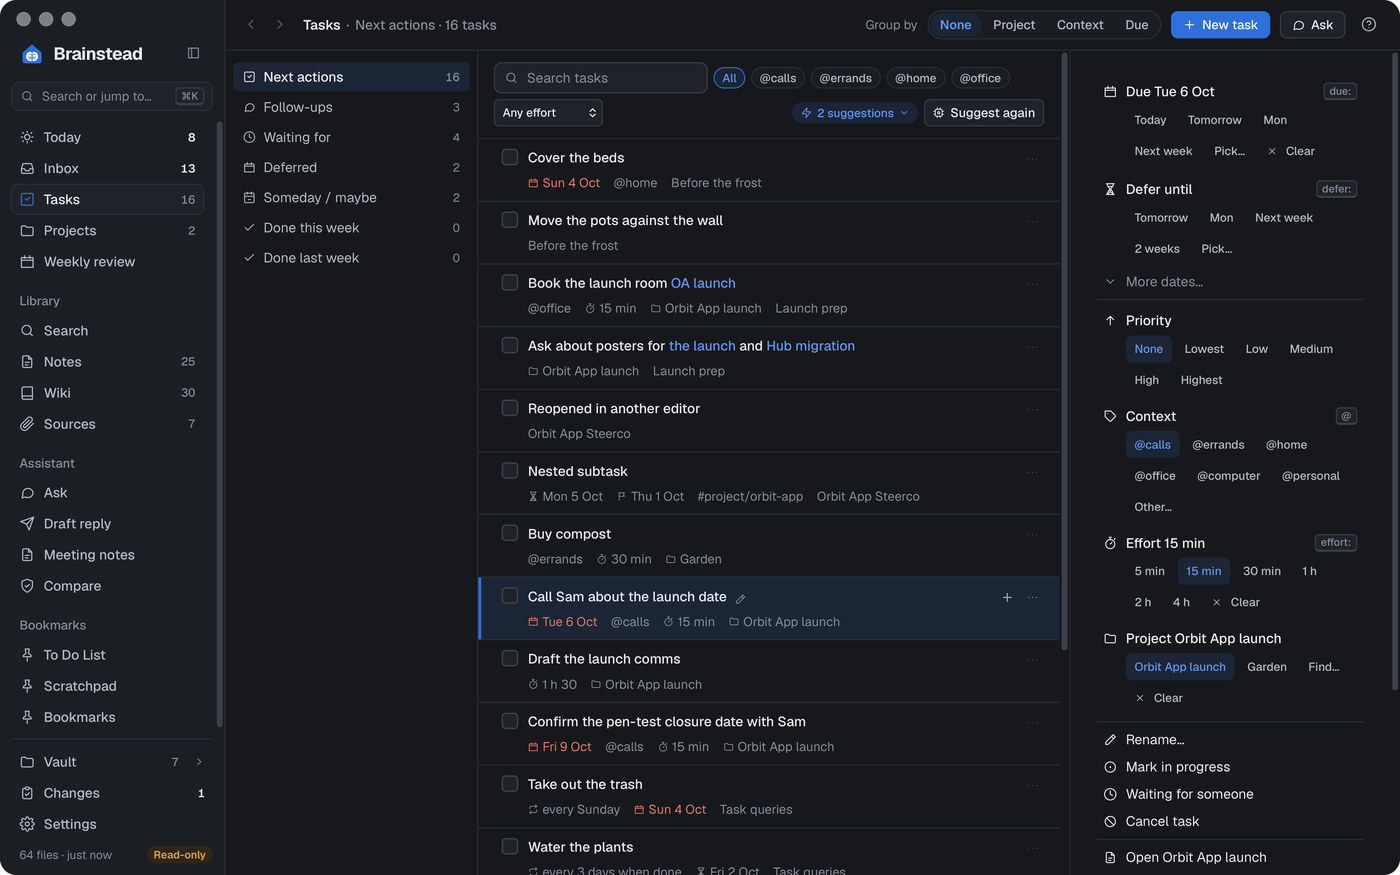 Brainstead
Search or jump to...
⌘K
Today 8
Inbox 13
Tasks 16
Projects 2
Weekly review
Library
Search
Notes 25
Wiki 30
Sources 7
Assistant
Ask
Draft reply
Meeting notes
Compare
Bookmarks
To Do List
Scratchpad
Bookmarks
Vault 7
Changes 1
Settings
64 files · just now Read-only
Tasks · Next actions · 16 tasks
Group by None Project Context Due
New task
Ask
Next actions 16
Follow-ups 3
Waiting for 4
Deferred 2
Someday / maybe 2
Done this week 0
Done last week 0
Search tasks
All @calls @errands @home @office
Any effort
2 suggestions
Suggest again
Cover the beds
Sun 4 Oct @home Before the frost
Move the pots against the wall
Before the frost
Book the launch room OA launch
@office 15 min Orbit App launch Launch prep
Ask about posters for the launch and Hub migration
Orbit App launch Launch prep
Reopened in another editor
Orbit App Steerco
Nested subtask
Mon 5 Oct Thu 1 Oct #project/orbit-app Orbit App Steerco
Buy compost
@errands 30 min Garden
Call Sam about the launch date
Tue 6 Oct @calls 15 min Orbit App launch
Draft the launch comms
1 h 30 Orbit App launch
Confirm the pen-test closure date with Sam
Fri 9 Oct @calls 15 min Orbit App launch
Take out the trash
every Sunday Sun 4 Oct Task queries
Water the plants
every 3 days when done Fri 2 Oct Task queries
Due Tue 6 Oct due:
Today Tomorrow Mon
Next week Pick... Clear
Defer until defer:
Tomorrow Mon Next week
2 weeks Pick...
More dates...
Priority
None Lowest Low Medium
High Highest
Context @
@calls @errands @home
@office @computer @personal
Other...
Effort 15 min effort:
5 min 15 min 30 min 1 h
2 h 4 h Clear
Project Orbit App launch
Orbit App launch Garden Find...
Clear
Rename...
Mark in progress
Waiting for someone
Cancel task
Open Orbit App launch